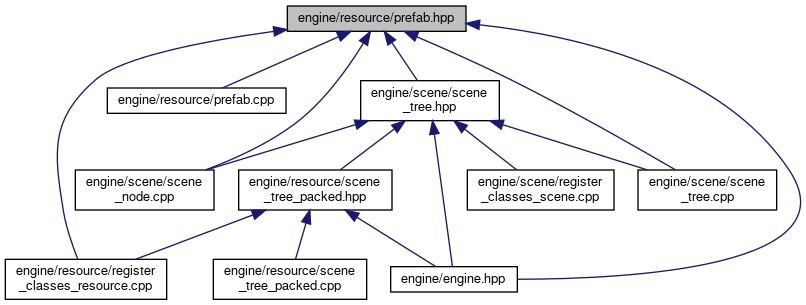 engine/resource/prefab.hpp
engine/resource/prefab.cpp
engine/scene/scene
_tree.hpp
engine/scene/scene
_node.cpp
engine/resource/scene
_tree_packed.hpp
engine/scene/register
_classes_scene.cpp
engine/scene/scene
_tree.cpp
engine/resource/register
_classes_resource.cpp
engine/resource/scene
_tree_packed.cpp
engine/engine.hpp